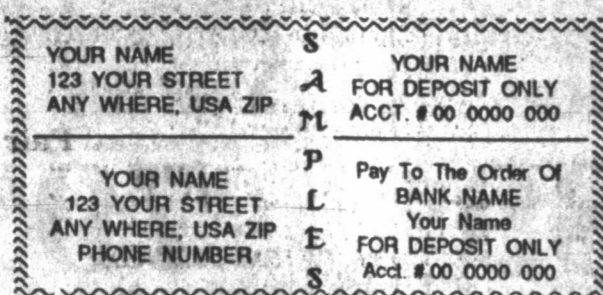 YOUR NAME
123 YOUR STREET
ANY WHERE, USA ZIP
YOUR NAME
123 YOUR STREET
ANY WHERE, USA ZIP
PHONE NUMBER
SAMPLES
YOUR NAME
FOR DEPOSIT ONLY
ACCT. # 00 0000 000
Pay To The Order Of
BANK NAME
Your Name
FOR DEPOSIT ONLY
Acct. # 00 0000 000